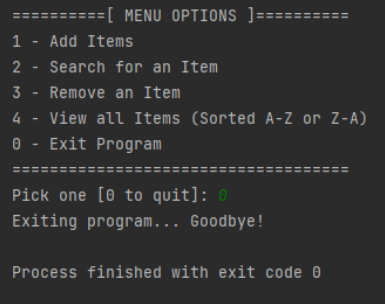 ==========[ MENU OPTIONS ]==========
1 - Add Items
2 - Search for an Item
3 - Remove an Item
4 - View all Items (Sorted A-Z or Z-A)
0 - Exit Program
====================================
Pick one [0 to quit]: 0
Exiting program... Goodbye!
Process finished with exit code 0